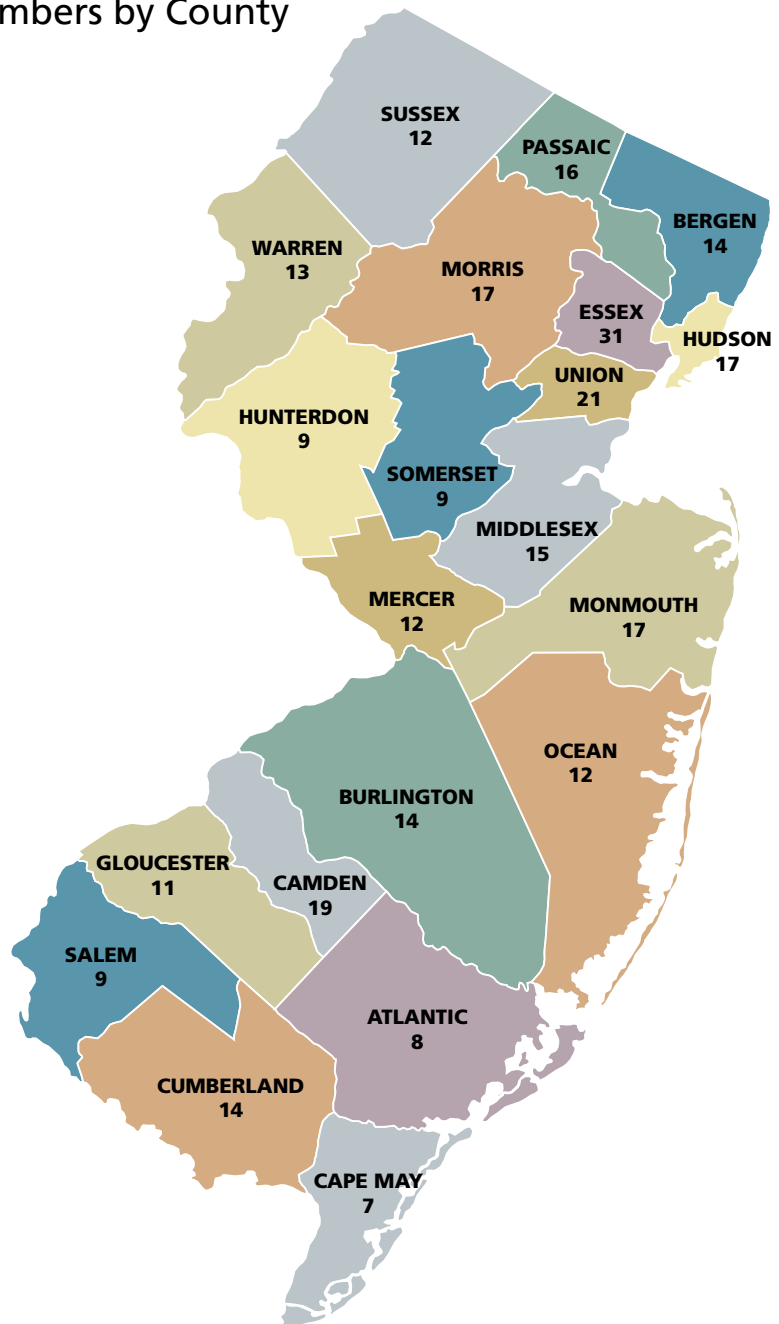 mbers by County
SUSSEX
12
PASSAIC
16
BERGEN
14
WARREN
13
MORRIS
17
ESSEX
31
HUDSON
17
UNION
21
HUNTERDON
9
SOMERSET
9
MIDDLESEX
15
MERCER
12
MONMOUTH
17
OCEAN
12
BURLINGTON
14
GLOUCESTER
11
CAMDEN
19
SALEM
9
ATLANTIC
8
CUMBERLAND
14
CAPE MAY
7